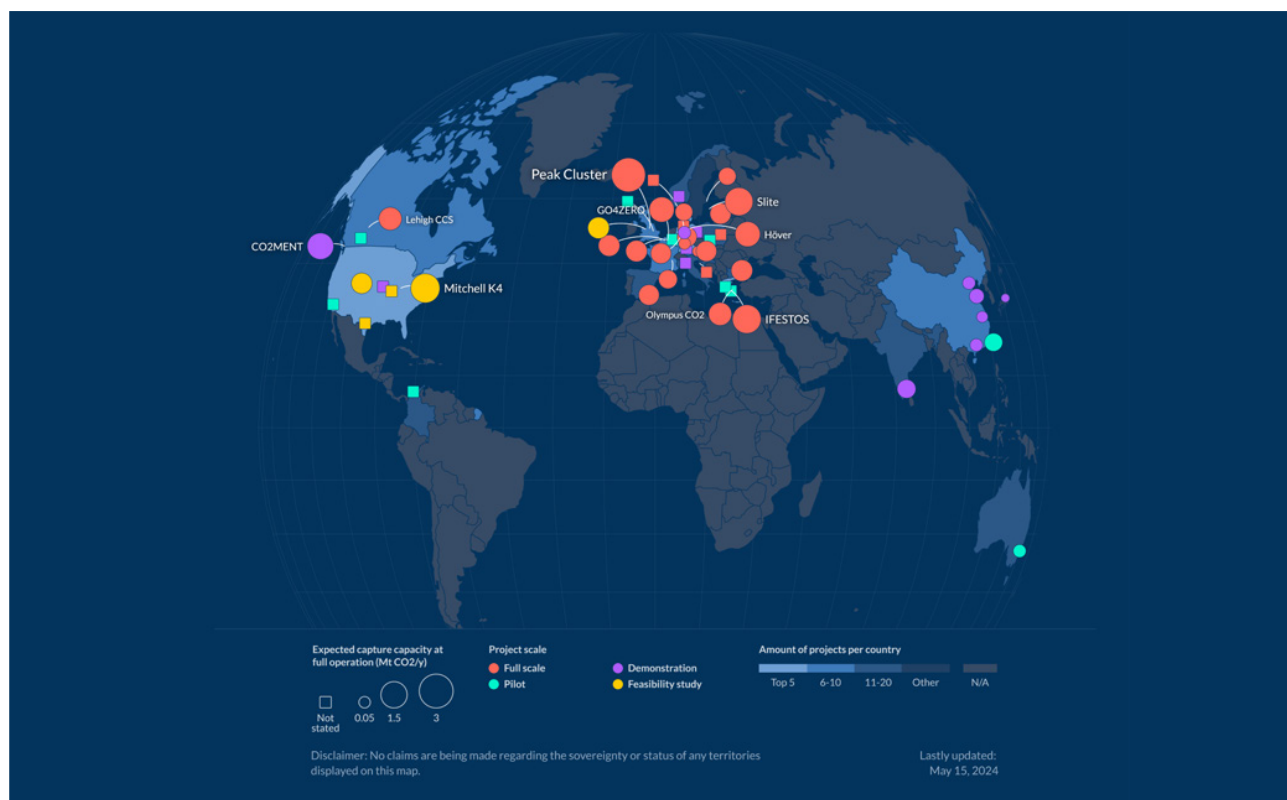 Peak Cluster
GO4ZERO
Slite
Lehigh CCS
Höver
CO2MENT
Mitchell K4
Olympus CO2
IFESTOS
Expected capture capacity at
full operation (Mt CO2/y)
Not
stated
0.05
1.5
3
Project scale
Full scale
Demonstration
Pilot
Feasibility study
Amount of projects per country
Top 5
6-10
11-20
Other
N/A
Disclaimer: No claims are being made regarding the sovereignty or status of any territories
displayed on this map.
Lastly updated:
May 15, 2024